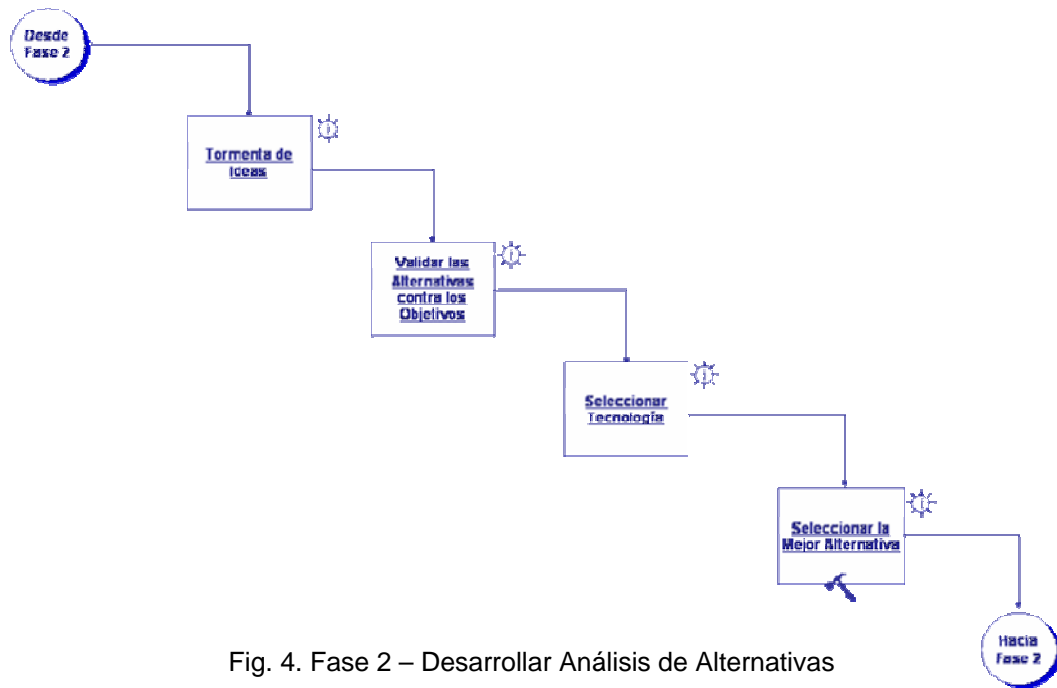 Desde
Fase 2
Tormenta de
Ideas
Validar las
Alternativas
contra los
Objetivos
Seleccionar
Tecnología
Seleccionar la
Mejor Alternativa
Hacia
Fase 2
Fig. 4. Fase 2 – Desarrollar Análisis de Alternativas